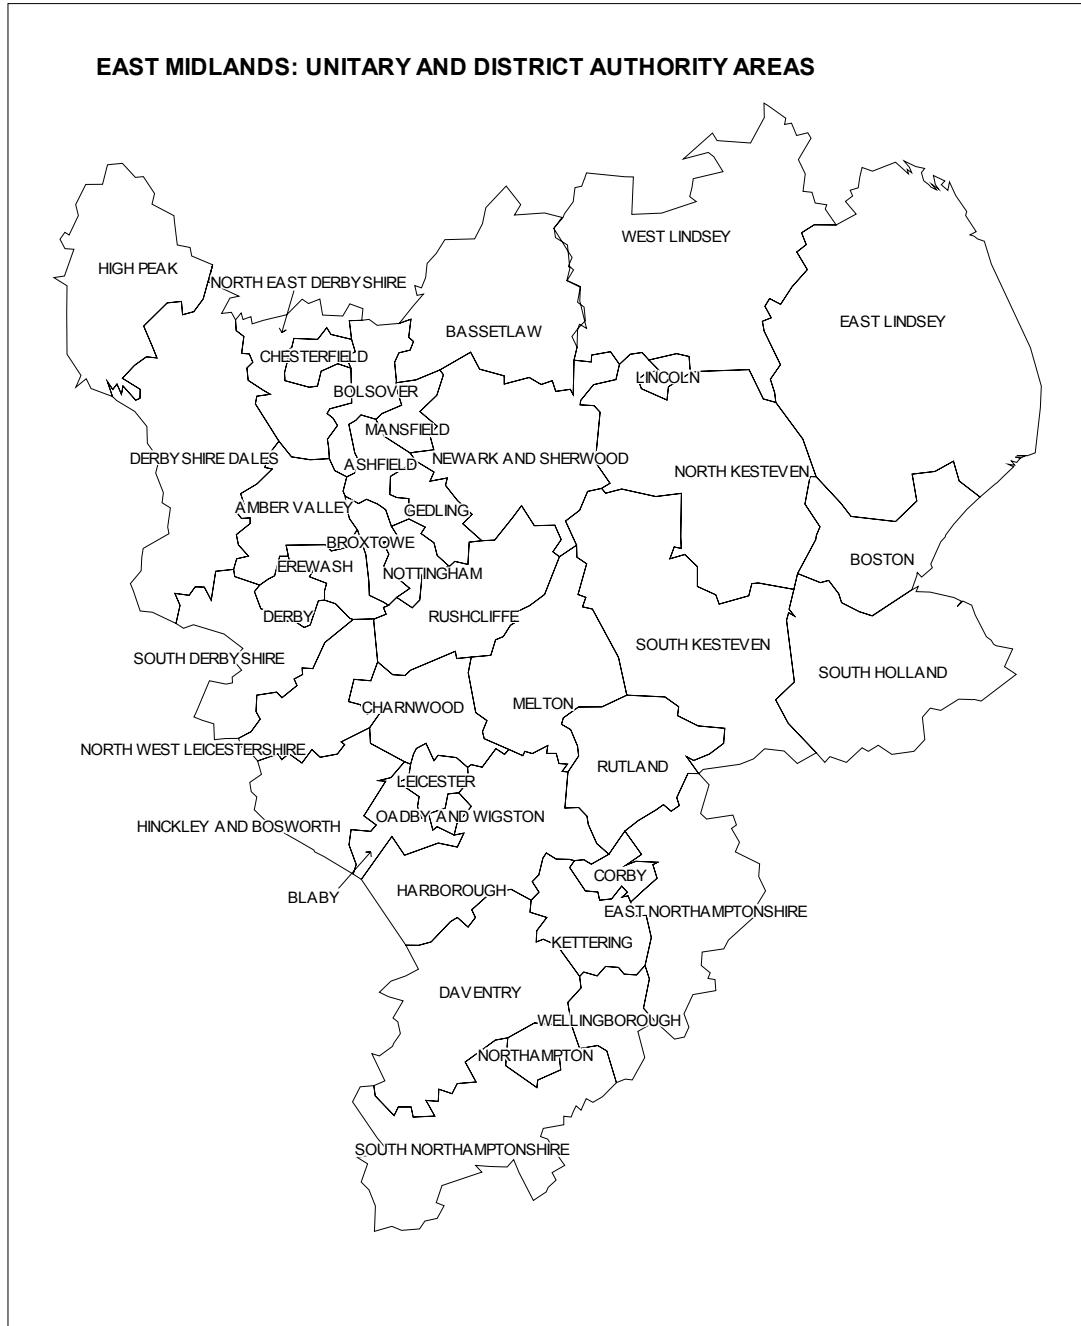 EAST MIDLANDS: UNITARY AND DISTRICT AUTHORITY AREAS
WEST LINDSEY
HIGH PEAK
NORTH EAST DERBYSHIRE
EAST LINDSEY
BASSETLAW
CHESTERFIELD
LINCOLN
BOLSOVER
MANSFIELD
DERBYSHIRE DALES
ASHFIELD
NEWARK AND SHERWOOD
NORTH KESTEVEN
AMBER VALLEY
GEDLING
BROXTOWE
BOSTON
EREWASH
NOTTINGHAM
DERBY
RUSHCLIFFE
SOUTH KESTEVEN
SOUTH DERBYSHIRE
SOUTH HOLLAND
CHARNWOOD
MELTON
NORTH WEST LEICESTERSHIRE
RUTLAND
LEICESTER
OADBY AND WIGSTON
HINCKLEY AND BOSWORTH
CORBY
HARBOROUGH
BLABY
EAST NORTHAMPTONSHIRE
KETTERING
DAVENTRY
WELLINGBOROUGH
NORTHAMPTON
SOUTH NORTHAMPTONSHIRE